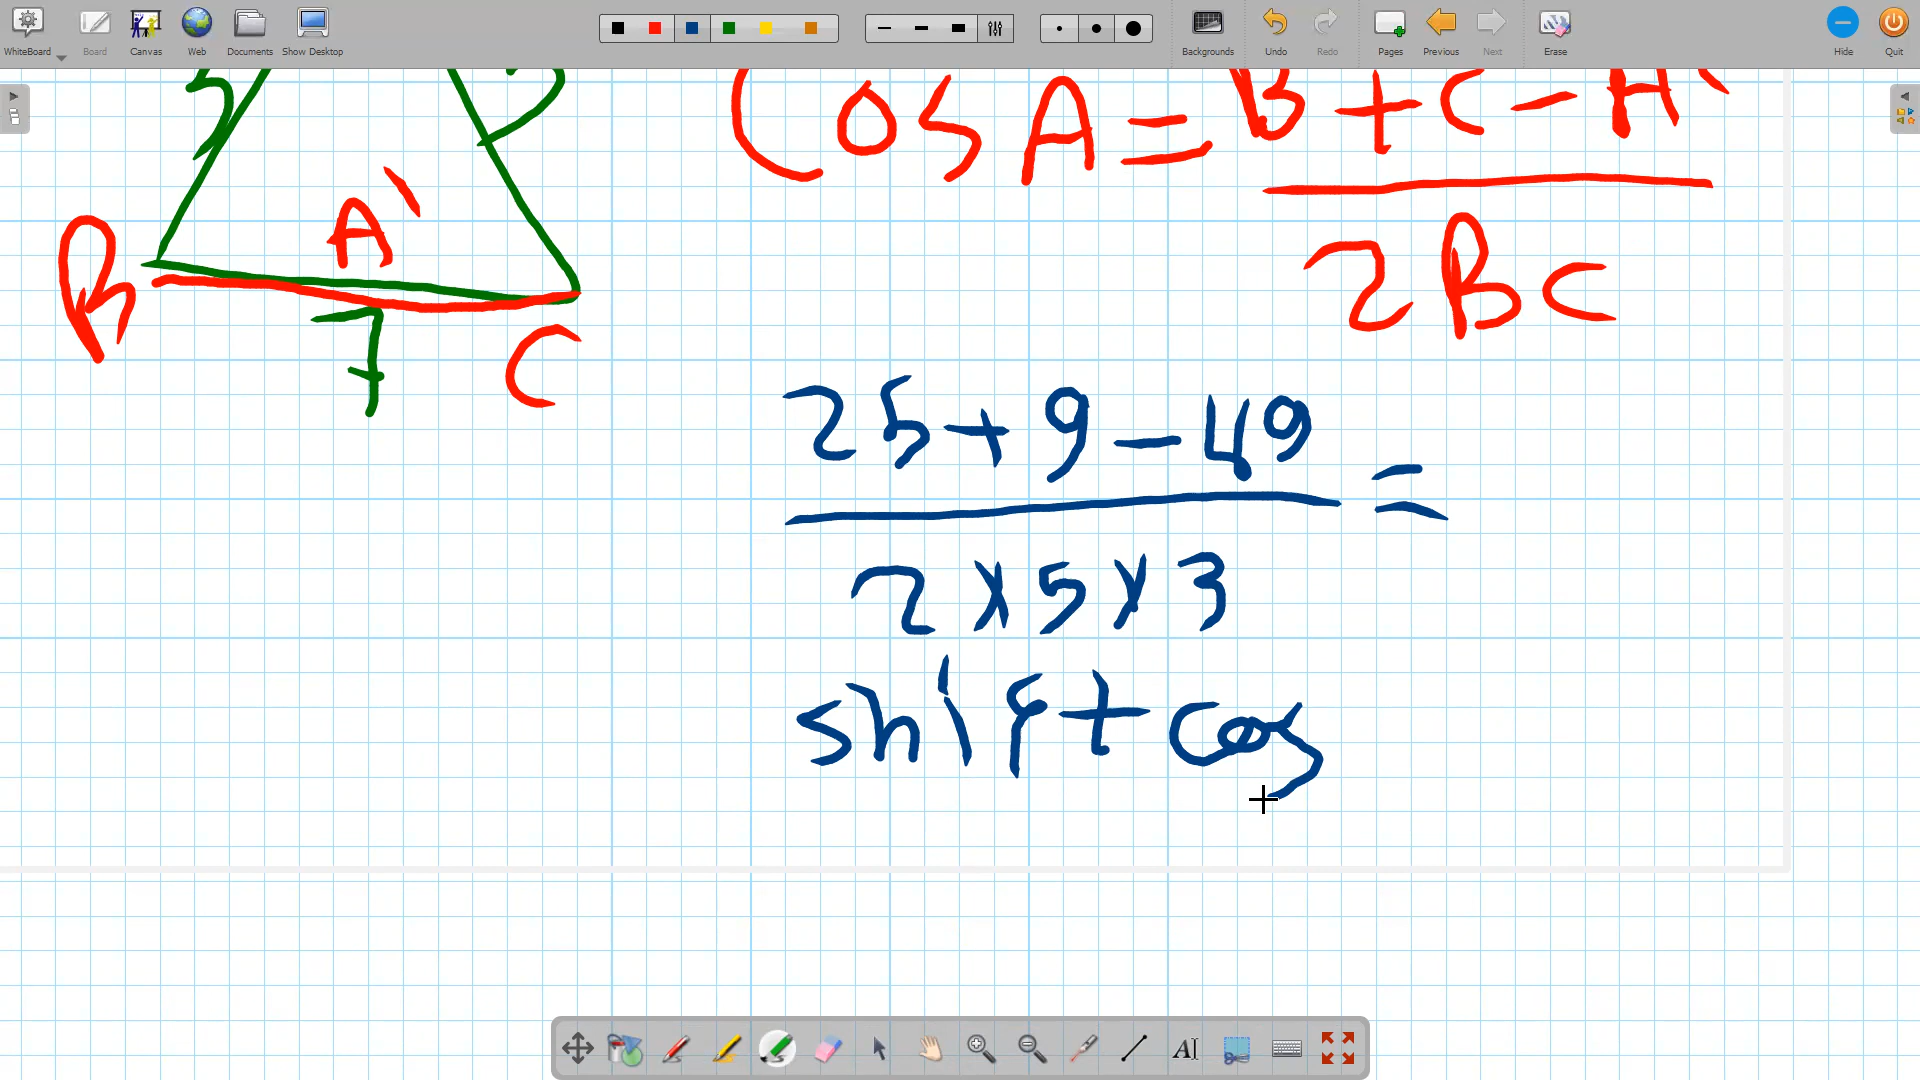 WhiteBoard Board Canvas Web Documents Show Desktop Backgrounds Undo Redo Pages Previous Next Erase Hide Quit
Cos A = B + C - A'
2BC
A'
B
7
C
25+9-49 =
2x5x3
shift cos